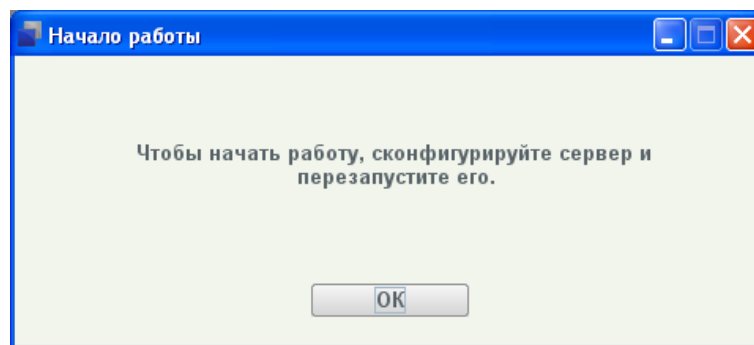 Начало работы
Чтобы начать работу, сконфигурируйте сервер и
перезапустите его.
OK